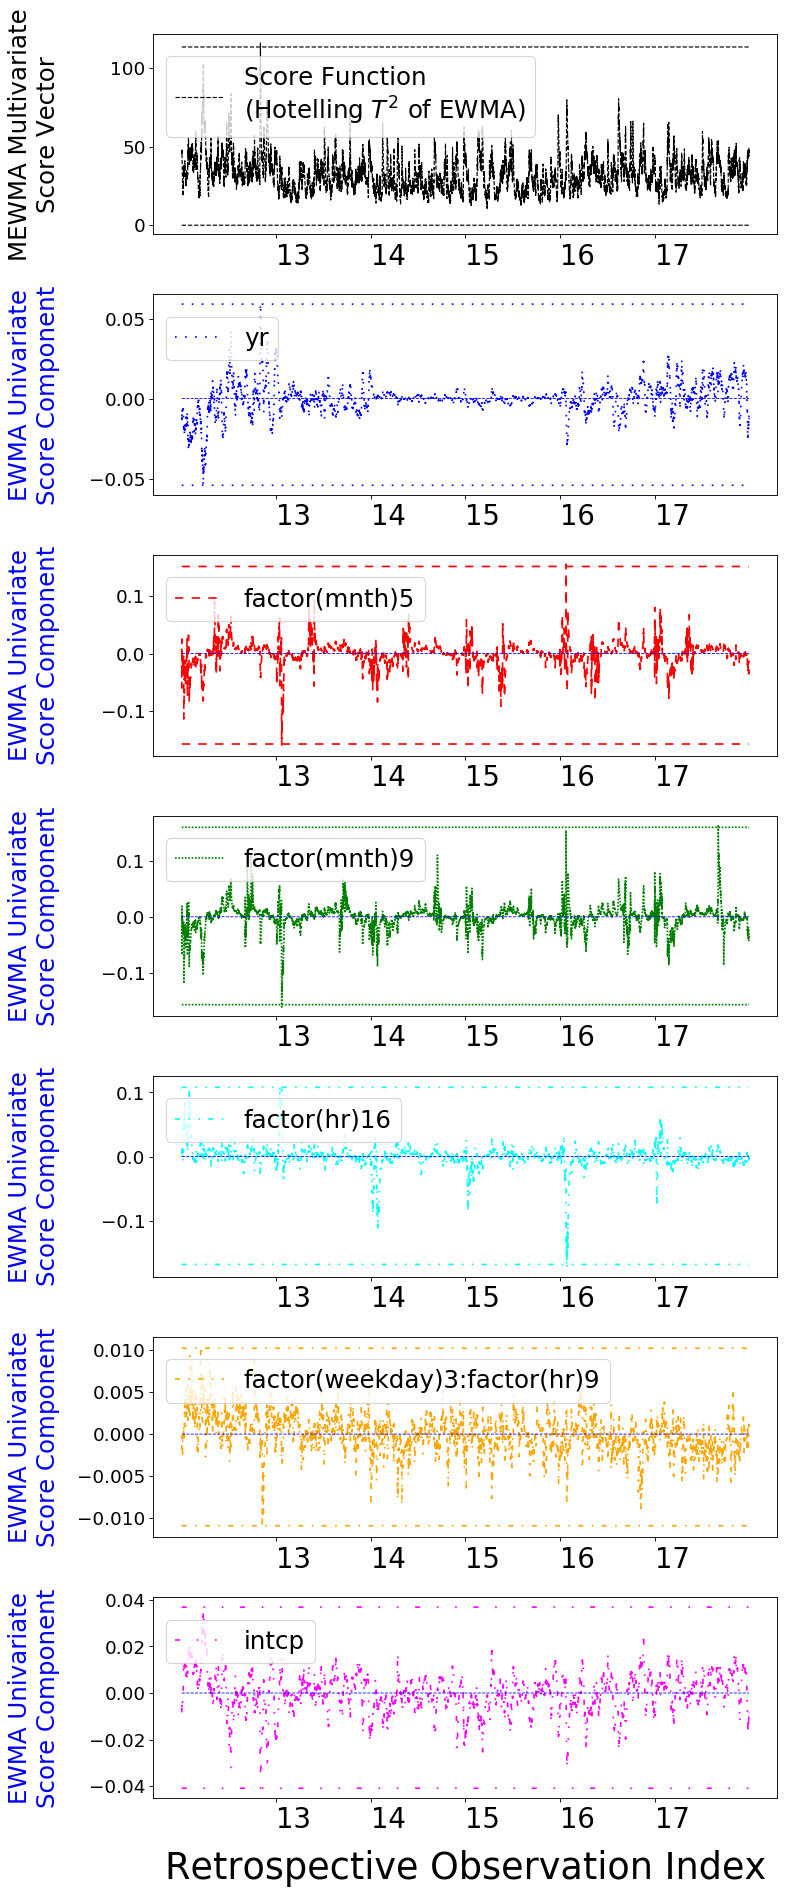 MEWMA Multivariate
Score Vector
100
50
0
Score Function
(Hotelling $T^2$ of EWMA)
13 14 15 16 17
EWMA Univariate
Score Component
0.05
0.00
−0.05
yr
13 14 15 16 17
EWMA Univariate
Score Component
0.1
0.0
−0.1
factor(mnth)5
13 14 15 16 17
EWMA Univariate
Score Component
0.1
0.0
−0.1
factor(mnth)9
13 14 15 16 17
EWMA Univariate
Score Component
0.1
0.0
−0.1
factor(hr)16
13 14 15 16 17
EWMA Univariate
Score Component
0.010
0.005
0.000
−0.005
−0.010
factor(weekday)3:factor(hr)9
13 14 15 16 17
EWMA Univariate
Score Component
0.04
0.02
0.00
−0.02
−0.04
intcp
13 14 15 16 17
Retrospective Observation Index